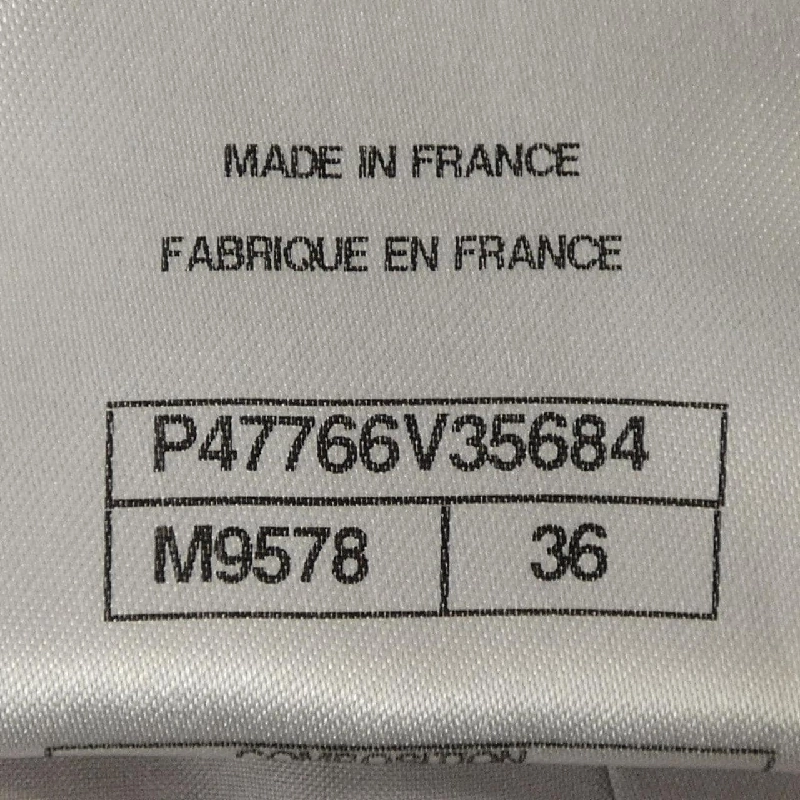 MADE IN FRANCE
FABRIQUE EN FRANCE
P47766V35684
M9578 36